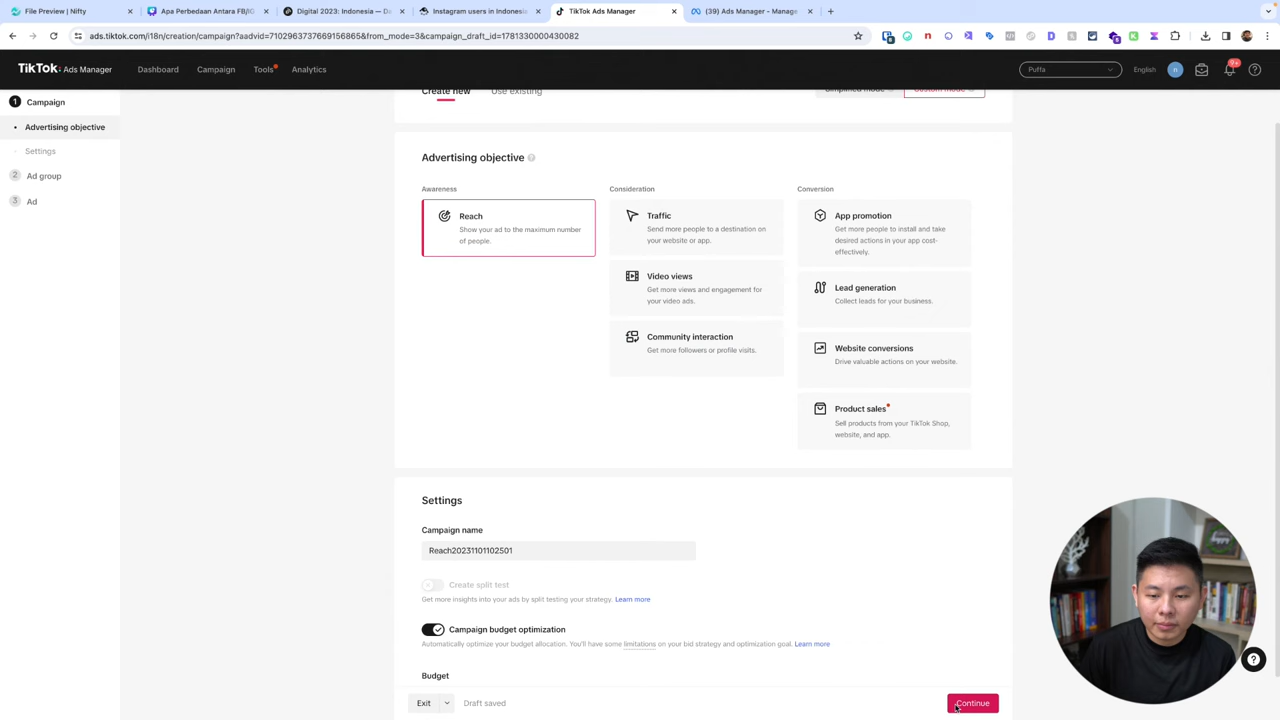 File Preview | Nifty
Apa Perbedaan Antara FB/IG
Digital 2023: Indonesia — Da
Instagram users in Indonesia
TikTok Ads Manager
(39) Ads Manager - Manage
ads.tiktok.com/i18n/creation/campaign?aadvid=7102963737669156865&from_mode=3&campaign_draft_id=1781330000430082
TikTok: Ads Manager
Dashboard
Campaign
Tools
Analytics
Puffa
English
n
9+
1 Campaign
Advertising objective
Settings
2 Ad group
3 Ad
Create new
Use existing
Simplified mode
Custom mode
Advertising objective
Awareness
Reach
Show your ad to the maximum number
of people.
Consideration
Traffic
Send more people to a destination on
your website or app.
Video views
Get more views and engagement for
your video ads.
Community interaction
Get more followers or profile visits.
Conversion
App promotion
Get more people to install and take
desired actions in your app cost-
effectively.
Lead generation
Collect leads for your business.
Website conversions
Drive valuable actions on your website.
Product sales
Sell products from your TikTok Shop,
website, and app.
Settings
Campaign name
Reach20231101102501
Create split test
Get more insights into your ads by split testing your strategy. Learn more
Campaign budget optimization
Automatically optimize your budget allocation. You'll have some limitations on your bid strategy and optimization goal. Learn more
Budget
Exit
Draft saved
Continue